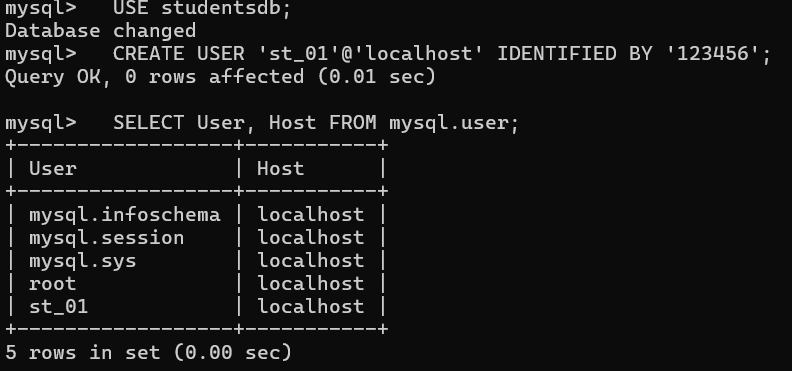 mysql>   USE studentsdb;
Database changed
mysql>   CREATE USER 'st_01'@'localhost' IDENTIFIED BY '123456';
Query OK, 0 rows affected (0.01 sec)

mysql>   SELECT User, Host FROM mysql.user;
+------------------+-----------+
| User             | Host      |
+------------------+-----------+
| mysql.infoschema | localhost |
| mysql.session    | localhost |
| mysql.sys        | localhost |
| root             | localhost |
| st_01            | localhost |
+------------------+-----------+
5 rows in set (0.00 sec)